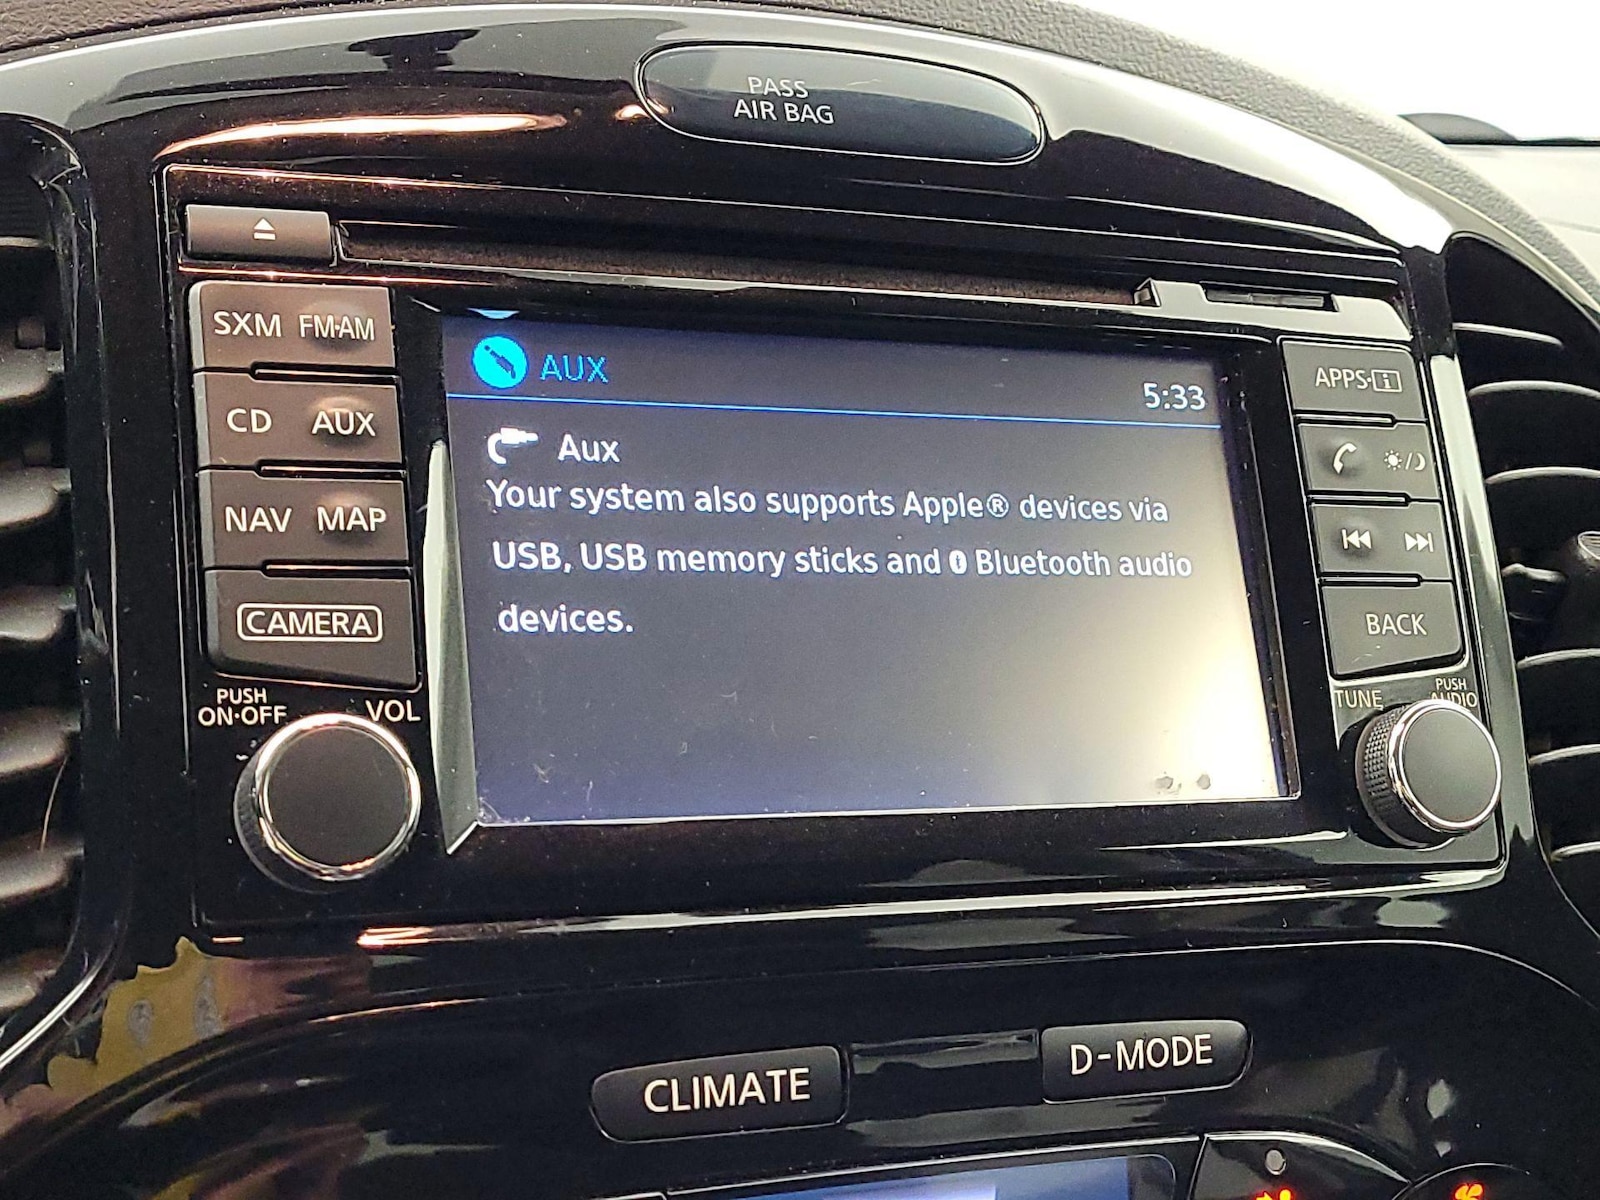 PASS
AIR BAG
SXM FM·AM
CD AUX
NAV MAP
CAMERA
PUSH
ON·OFF VOL
AUX
5:33
Aux
Your system also supports Apple® devices via
USB, USB memory sticks and Bluetooth audio
devices.
APPS·i
BACK
TUNE PUSH
AUDIO
CLIMATE
D-MODE